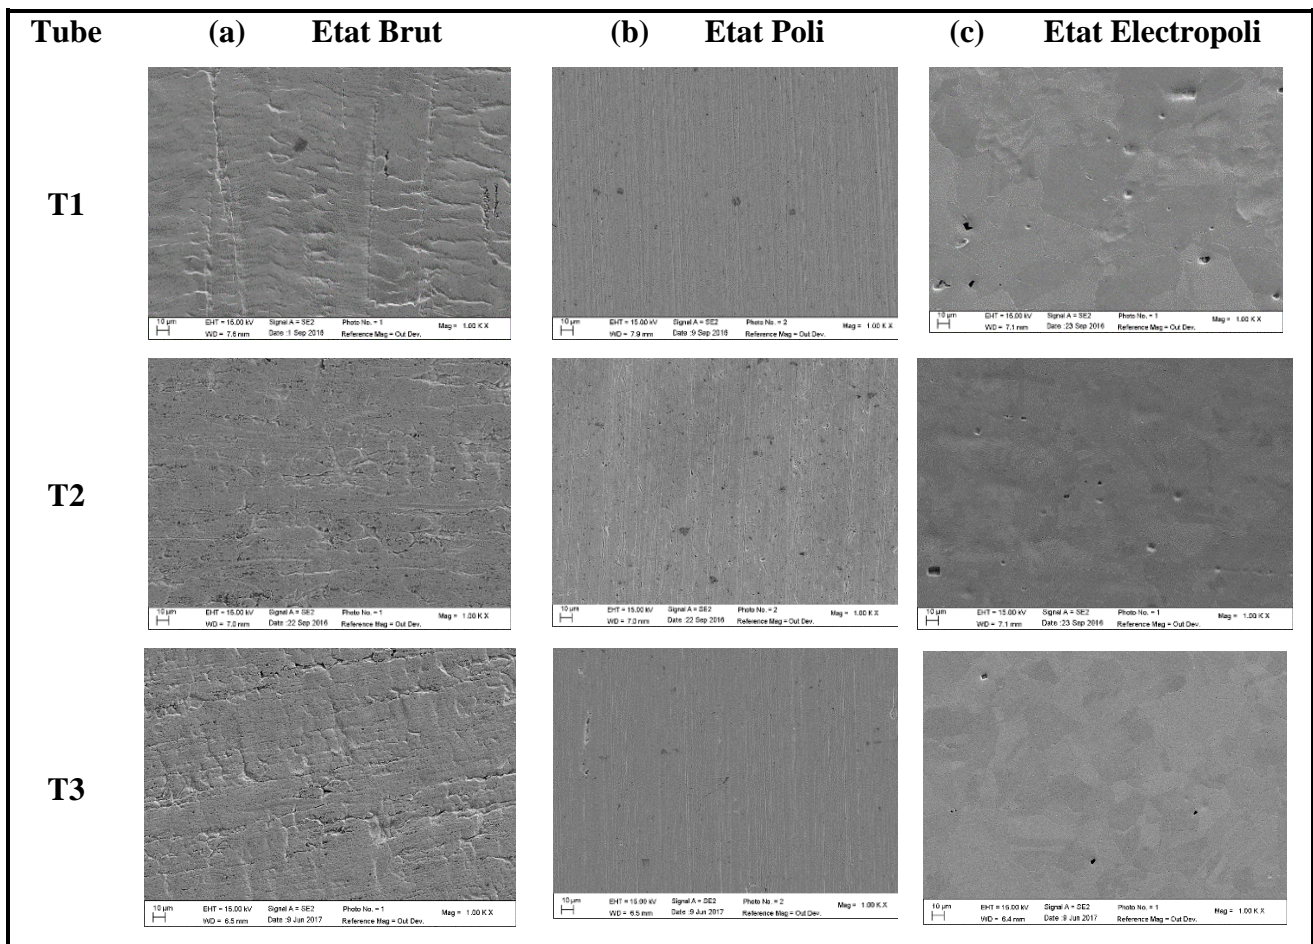 Tube (a) Etat Brut (b) Etat Poli (c) Etat Electropoli
T1
10 µm EHT = 15.00 kV Signal A = SE2 Photo No. = 1 Mag = 1.00 K X
WD = 7.6 mm Date :1 Sep 2016 Reference Mag = Out Dev.
10 µm EHT = 15.00 kV Signal A = SE2 Photo No. = 2 Mag = 1.00 K X
WD = 7.9 mm Date :9 Sep 2016 Reference Mag = Out Dev.
10 µm EHT = 15.00 kV Signal A = SE2 Photo No. = 1 Mag = 1.00 K X
WD = 7.1 mm Date :23 Sep 2016 Reference Mag = Out Dev.
T2
10 µm EHT = 15.00 kV Signal A = SE2 Photo No. = 1 Mag = 1.00 K X
WD = 7.0 mm Date :22 Sep 2016 Reference Mag = Out Dev.
10 µm EHT = 15.00 kV Signal A = SE2 Photo No. = 2 Mag = 1.00 K X
WD = 7.0 mm Date :22 Sep 2016 Reference Mag = Out Dev.
10 µm EHT = 15.00 kV Signal A = SE2 Photo No. = 1 Mag = 1.00 K X
WD = 7.1 mm Date :23 Sep 2016 Reference Mag = Out Dev.
T3
10 µm EHT = 15.00 kV Signal A = SE2 Photo No. = 1 Mag = 1.00 K X
WD = 6.5 mm Date :9 Jun 2017 Reference Mag = Out Dev.
10 µm EHT = 15.00 kV Signal A = SE2 Photo No. = 2 Mag = 1.00 K X
WD = 6.5 mm Date :9 Jun 2017 Reference Mag = Out Dev.
10 µm EHT = 15.00 kV Signal A = SE2 Photo No. = 1 Mag = 1.00 K X
WD = 6.4 mm Date :9 Jun 2017 Reference Mag = Out Dev.